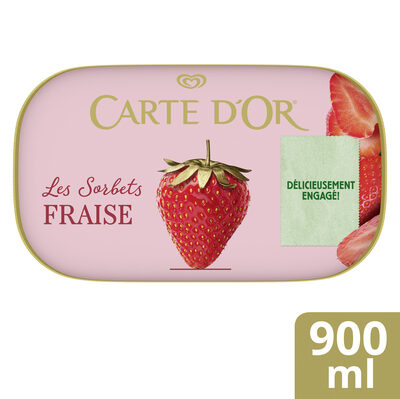 CARTE D'OR
Les Sorbets
FRAISE
DÉLICIEUSEMENT
ENGAGÉ!
900
ml